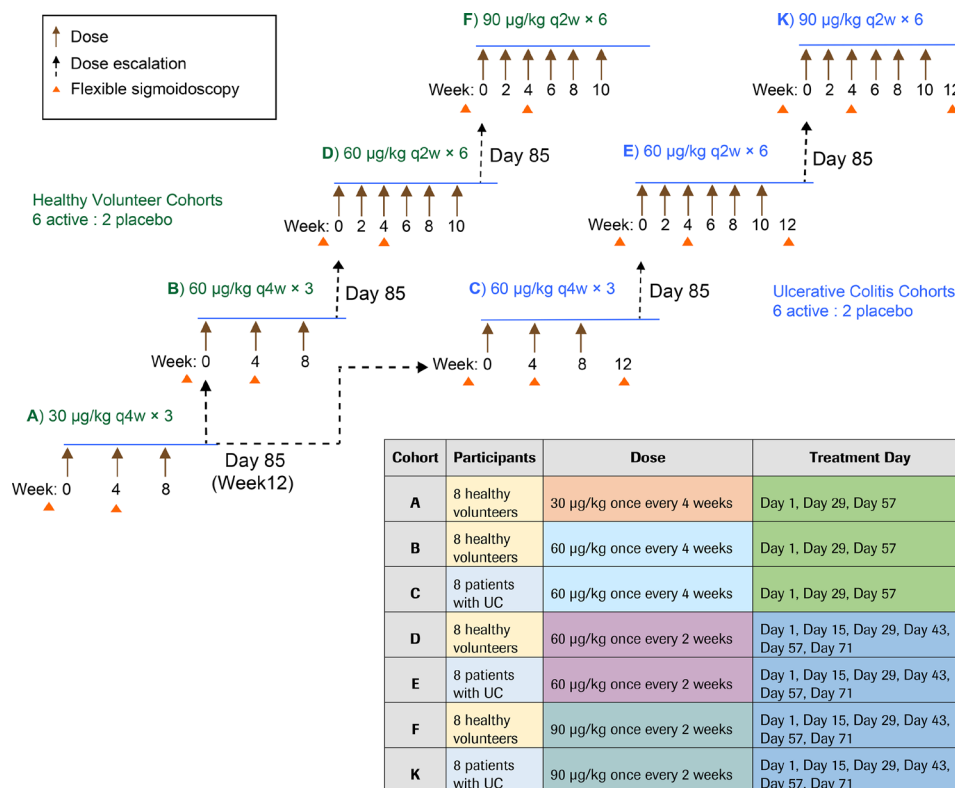 Dose
Dose escalation
Flexible sigmoidoscopy
F) 90 µg/kg q2w × 6
Week: 0 2 4 6 8 10
K) 90 µg/kg q2w × 6
Week: 0 2 4 6 8 10 12
D) 60 µg/kg q2w × 6
Day 85
Week: 0 2 4 6 8 10
E) 60 µg/kg q2w × 6
Day 85
Week: 0 2 4 6 8 10 12
Healthy Volunteer Cohorts
6 active : 2 placebo
B) 60 µg/kg q4w × 3
Day 85
Week: 0 4 8
C) 60 µg/kg q4w × 3
Day 85
Week: 0 4 8 12
Ulcerative Colitis Cohorts
6 active : 2 placebo
A) 30 µg/kg q4w × 3
Day 85
(Week12)
Week: 0 4 8
Cohort Participants Dose Treatment Day
A 8 healthy volunteers 30 µg/kg once every 4 weeks Day 1, Day 29, Day 57
B 8 healthy volunteers 60 µg/kg once every 4 weeks Day 1, Day 29, Day 57
C 8 patients with UC 60 µg/kg once every 4 weeks Day 1, Day 29, Day 57
D 8 healthy volunteers 60 µg/kg once every 2 weeks Day 1, Day 15, Day 29, Day 43, Day 57, Day 71
E 8 patients with UC 60 µg/kg once every 2 weeks Day 1, Day 15, Day 29, Day 43, Day 57, Day 71
F 8 healthy volunteers 90 µg/kg once every 2 weeks Day 1, Day 15, Day 29, Day 43, Day 57, Day 71
K 8 patients with UC 90 µg/kg once every 2 weeks Day 1, Day 15, Day 29, Day 43, Day 57, Day 71